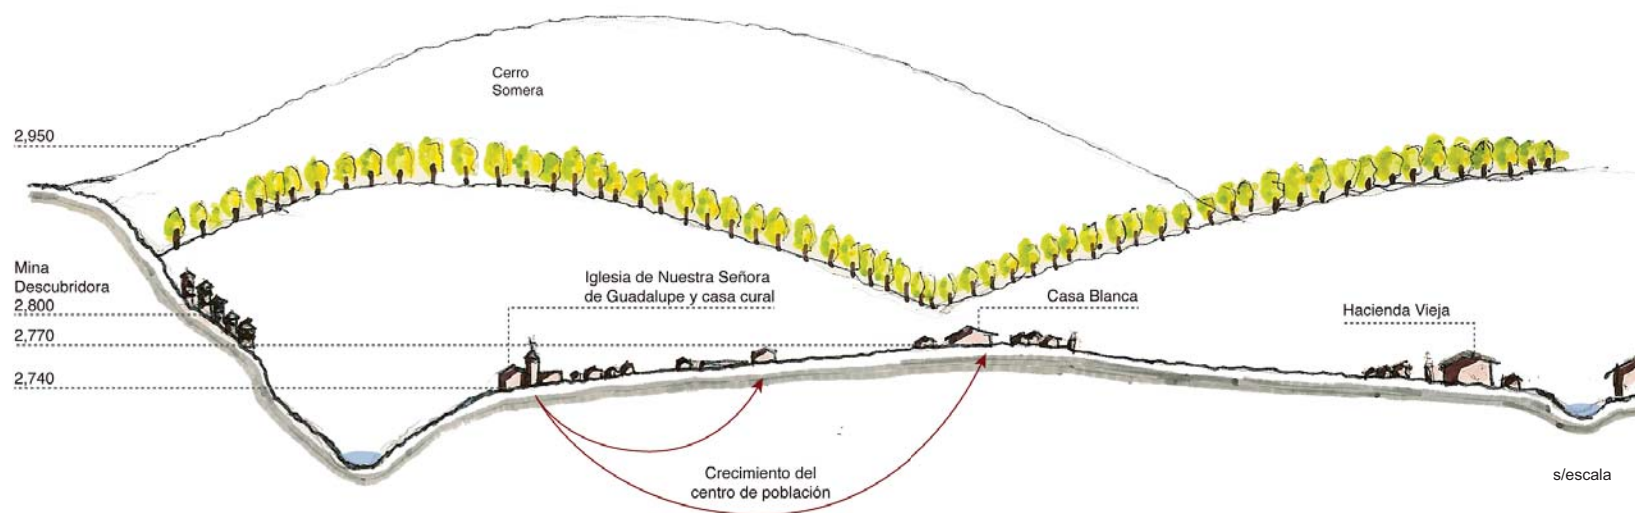 Cerro
Somera
2,950
Mina
Descubridora
2,800
2,770
2,740
Iglesia de Nuestra Señora
de Guadalupe y casa cural
Casa Blanca
Hacienda Vieja
Crecimiento del
centro de población
s/escala